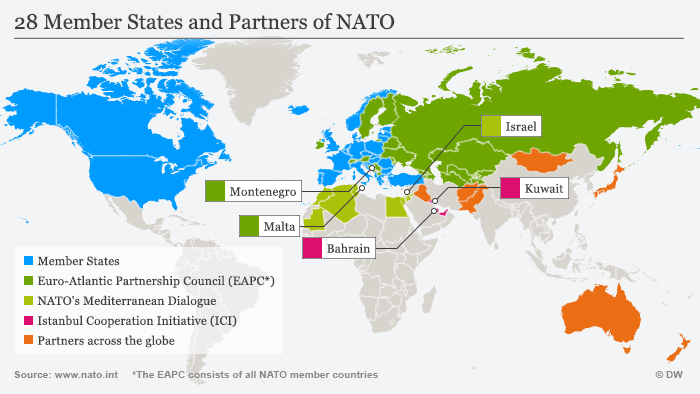 28 Member States and Partners of NATO
Israel
Montenegro
Kuwait
Malta
Bahrain
Member States
Euro-Atlantic Partnership Council (EAPC*)
NATO's Mediterranean Dialogue
Istanbul Cooperation Initiative (ICI)
Partners across the globe
Source: www.nato.int *The EAPC consists of all NATO member countries © DW